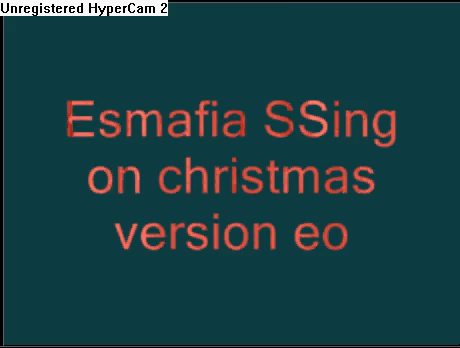 Unregistered HyperCam 2
Esmafia SSing
on christmas
version eo